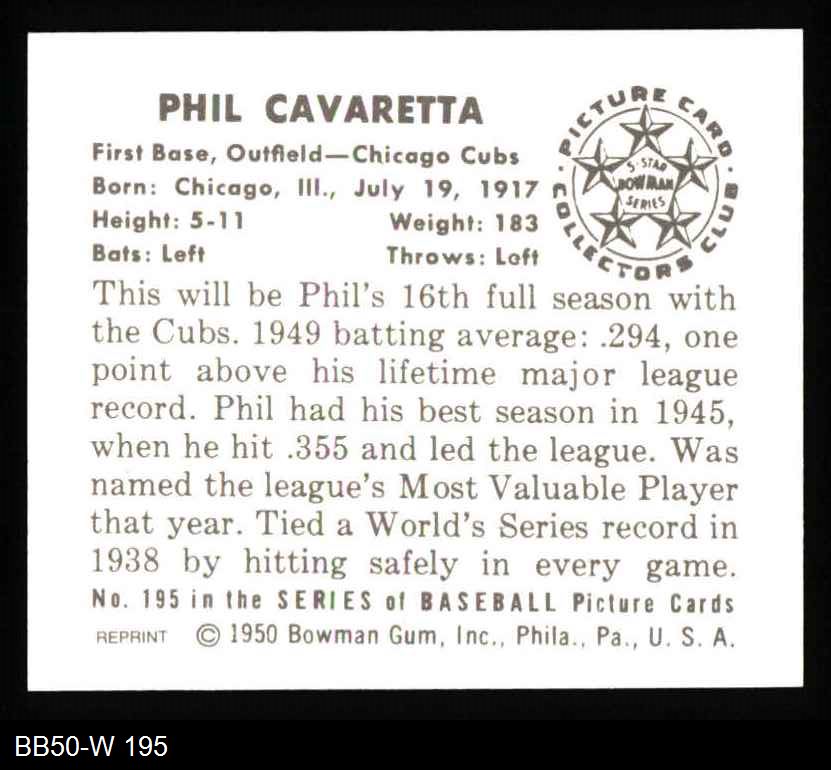 PHIL CAVARETTA
First Base, Outfield—Chicago Cubs
Born: Chicago, Ill., July 19, 1917
Height: 5-11 Weight: 183
Bats: Left Throws: Left
PICTURE CARD
COLLECTORS CLUB
5-STAR
BOWMAN
SERIES
This will be Phil's 16th full season with
the Cubs. 1949 batting average: .294, one
point above his lifetime major league
record. Phil had his best season in 1945,
when he hit .355 and led the league. Was
named the league's Most Valuable Player
that year. Tied a World's Series record in
1938 by hitting safely in every game.
No. 195 in the SERIES of BASEBALL Picture Cards
REPRINT © 1950 Bowman Gum, Inc., Phila., Pa., U. S. A.
BB50-W 195